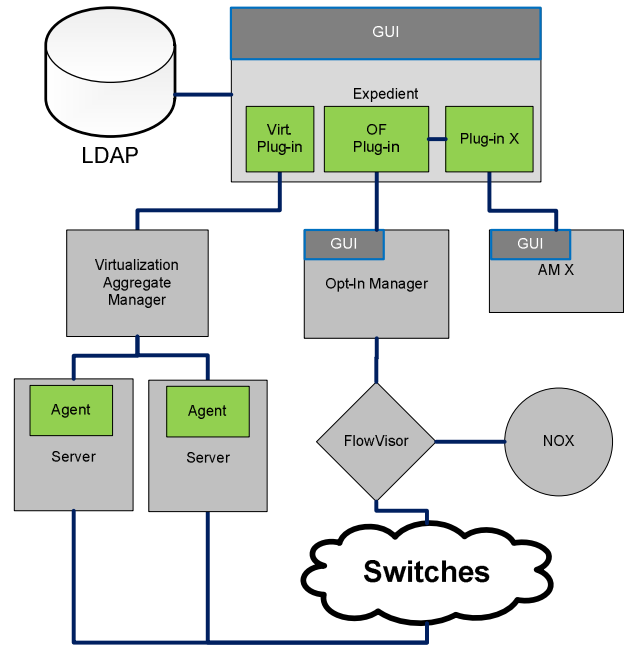 GUI
Expedient
LDAP
Virt.
Plug-in
OF
Plug-in
Plug-in X
Virtualization
Aggregate
Manager
GUI
Opt-In Manager
GUI
AM X
Agent
Server
Agent
Server
FlowVisor
NOX
Switches